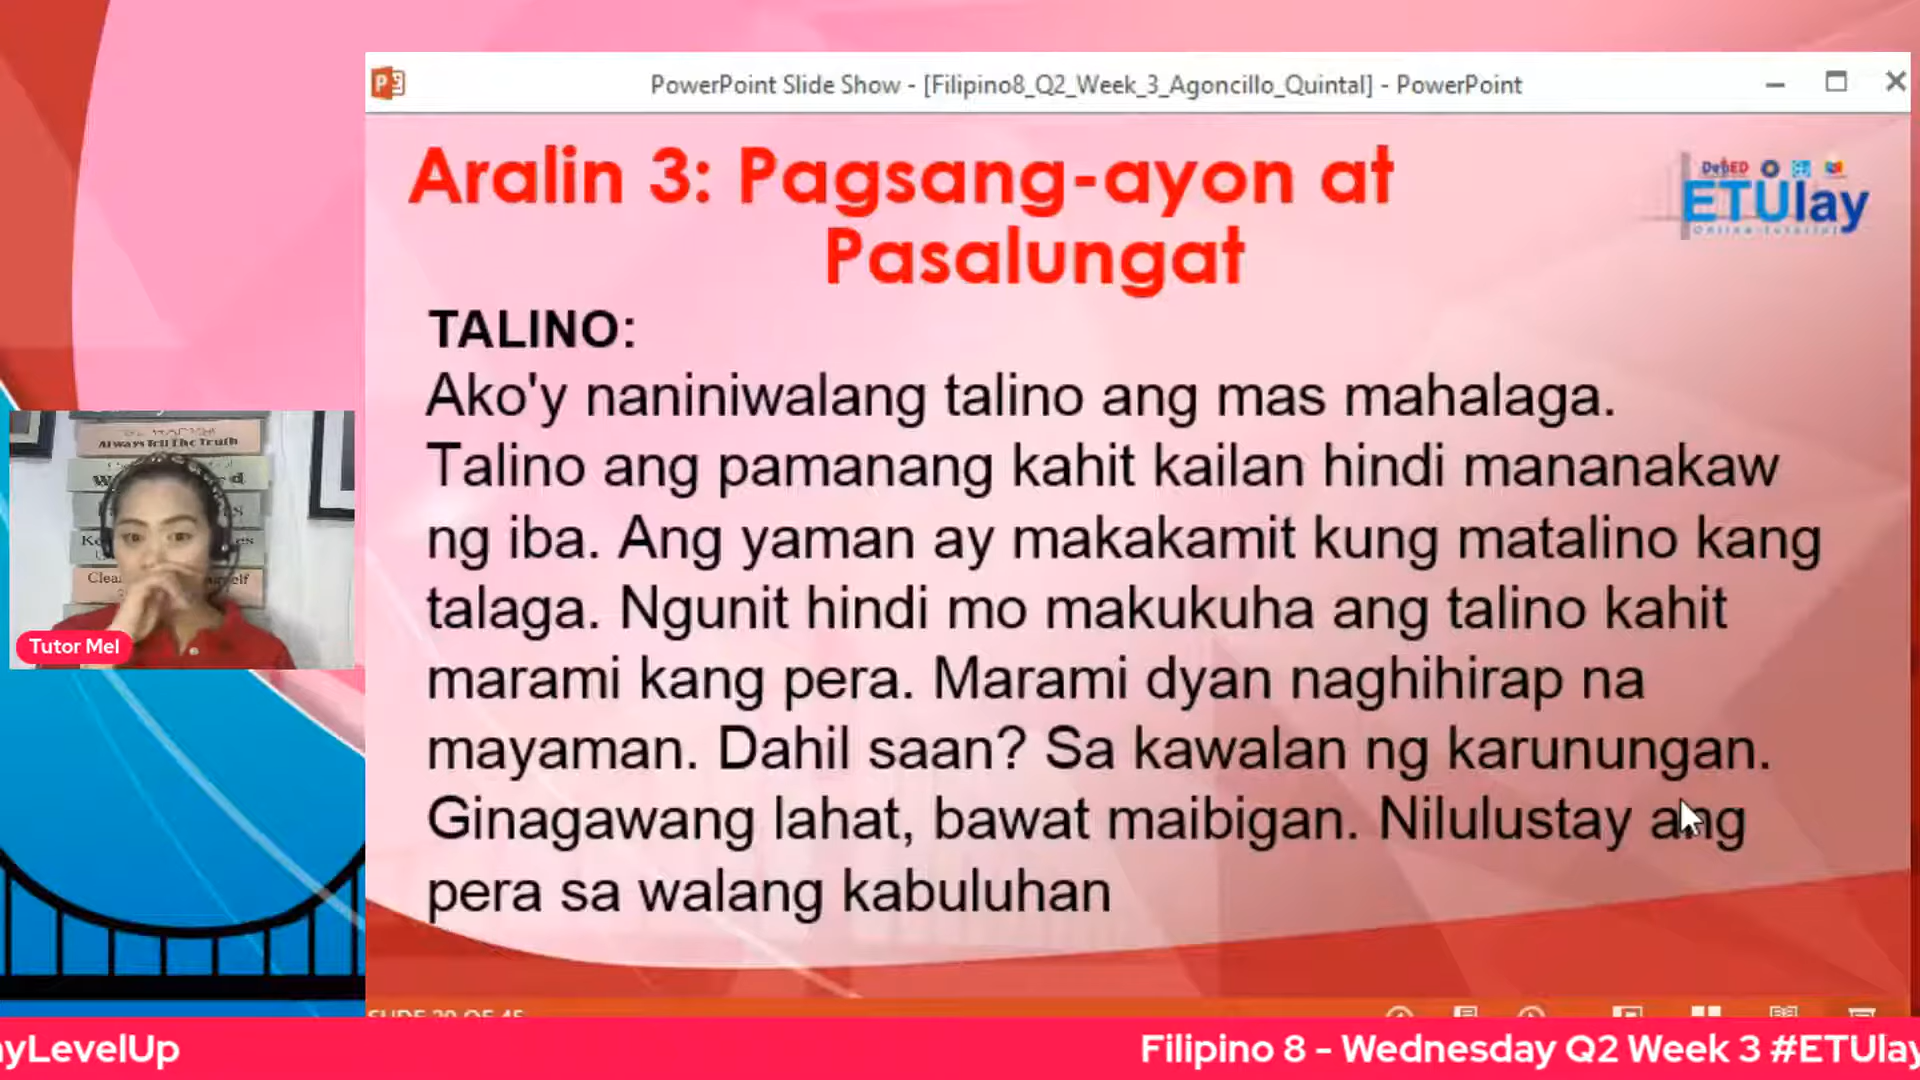 PowerPoint Slide Show - [Filipino8_Q2_Week_3_Agoncillo_Quintal] - PowerPoint
Aralin 3: Pagsang-ayon at
Pasalungat
DepED
ETUlay
Online Tutorial
TALINO:
Ako'y naniniwalang talino ang mas mahalaga.
Talino ang pamanang kahit kailan hindi mananakaw
ng iba. Ang yaman ay makakamit kung matalino kang
talaga. Ngunit hindi mo makukuha ang talino kahit
marami kang pera. Marami dyan naghihirap na
mayaman. Dahil saan? Sa kawalan ng karunungan.
Ginagawang lahat, bawat maibigan. Nilulustay ang
pera sa walang kabuluhan
Always Tell The Truth
Tutor Mel
ayLevelUp
Filipino 8 - Wednesday Q2 Week 3 #ETUlay